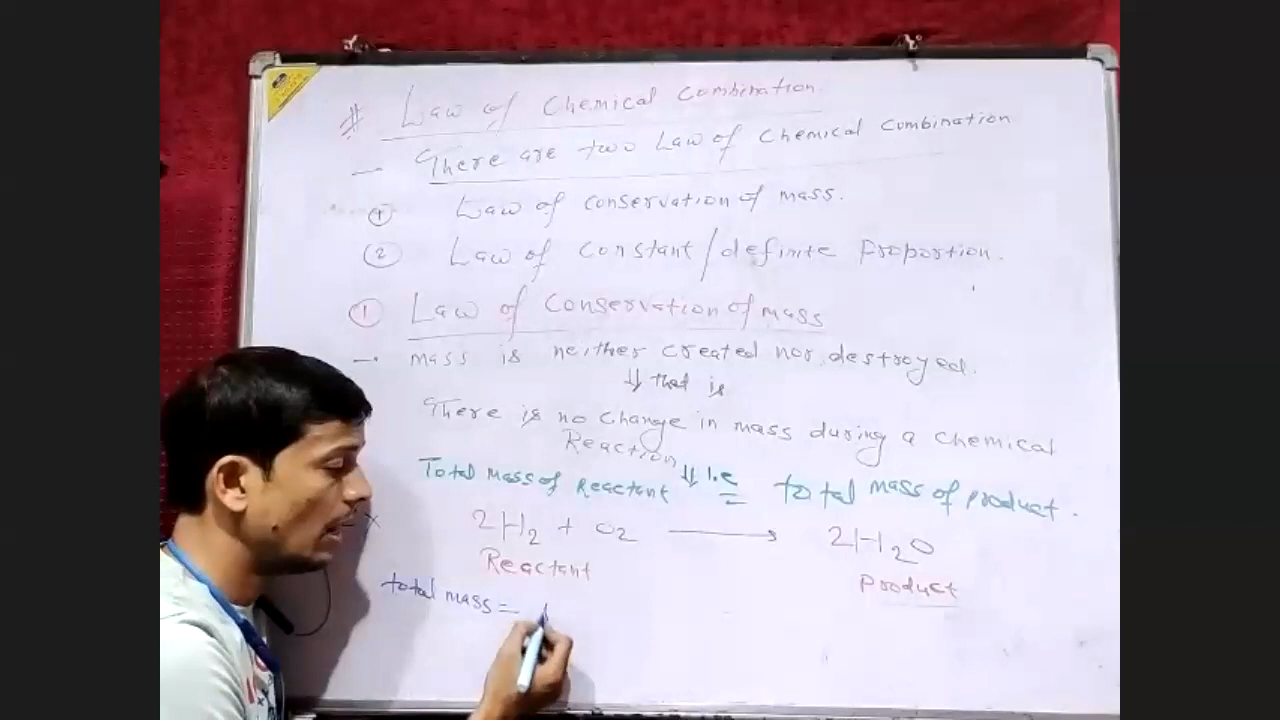 # Law of Chemical Combination.
— There are two Law of Chemical Combination
① Law of conservation of mass.
② Law of Constant/definite Proportion.
① Law of Conservation of mass
— mass is neither created nor destroyed.
⇓ that is
There is no change in mass during a chemical
Reaction
⇓ i.e
Total mass of Reactant = total mass of product.
2H₂ + O₂ → 2H₂O
Reactant Product
total mass =